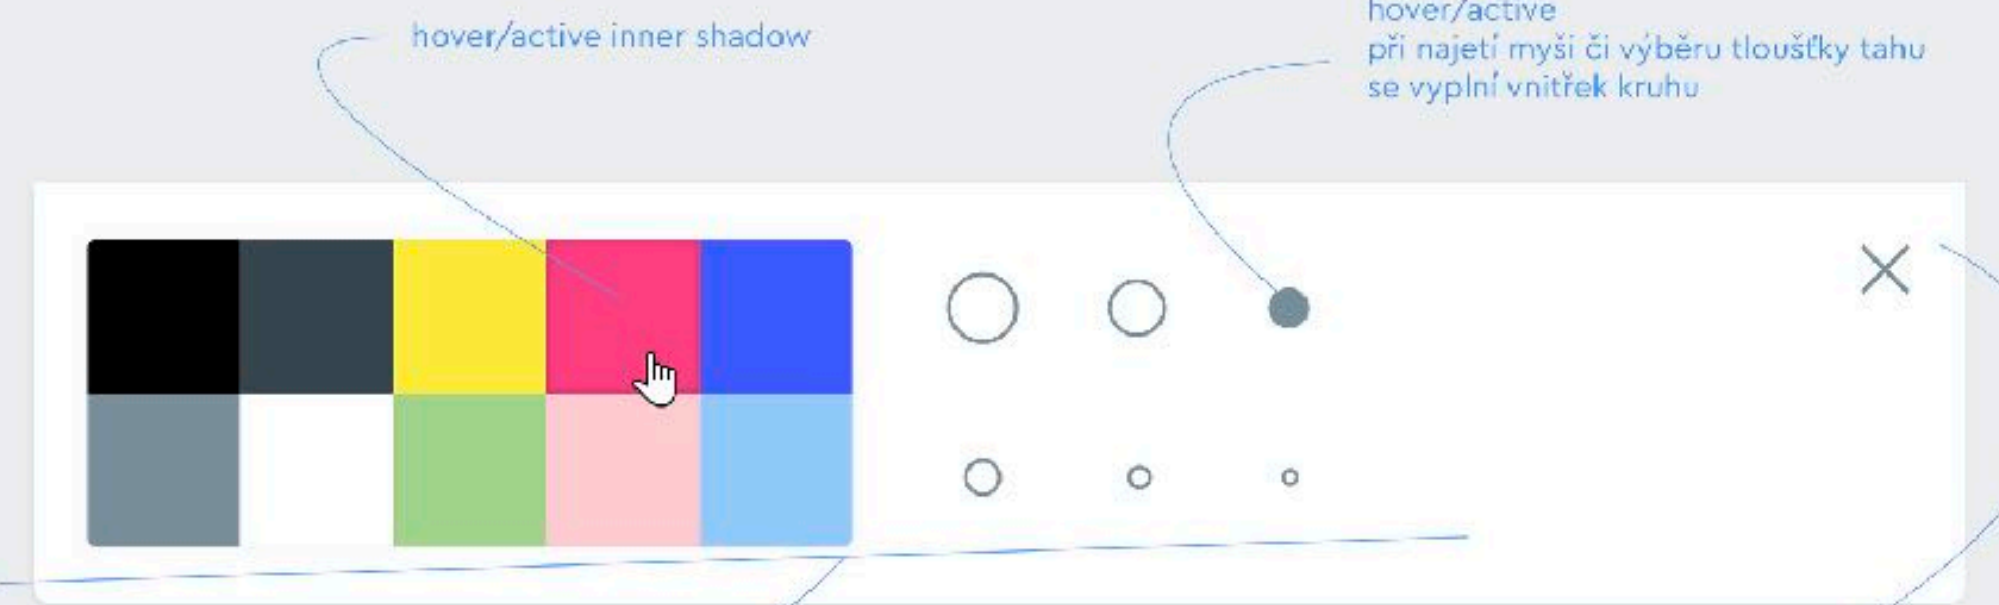 hover/active inner shadow
hover/active
při najetí myši či výběru tloušťky tahu
se vyplní vnitřek kruhu